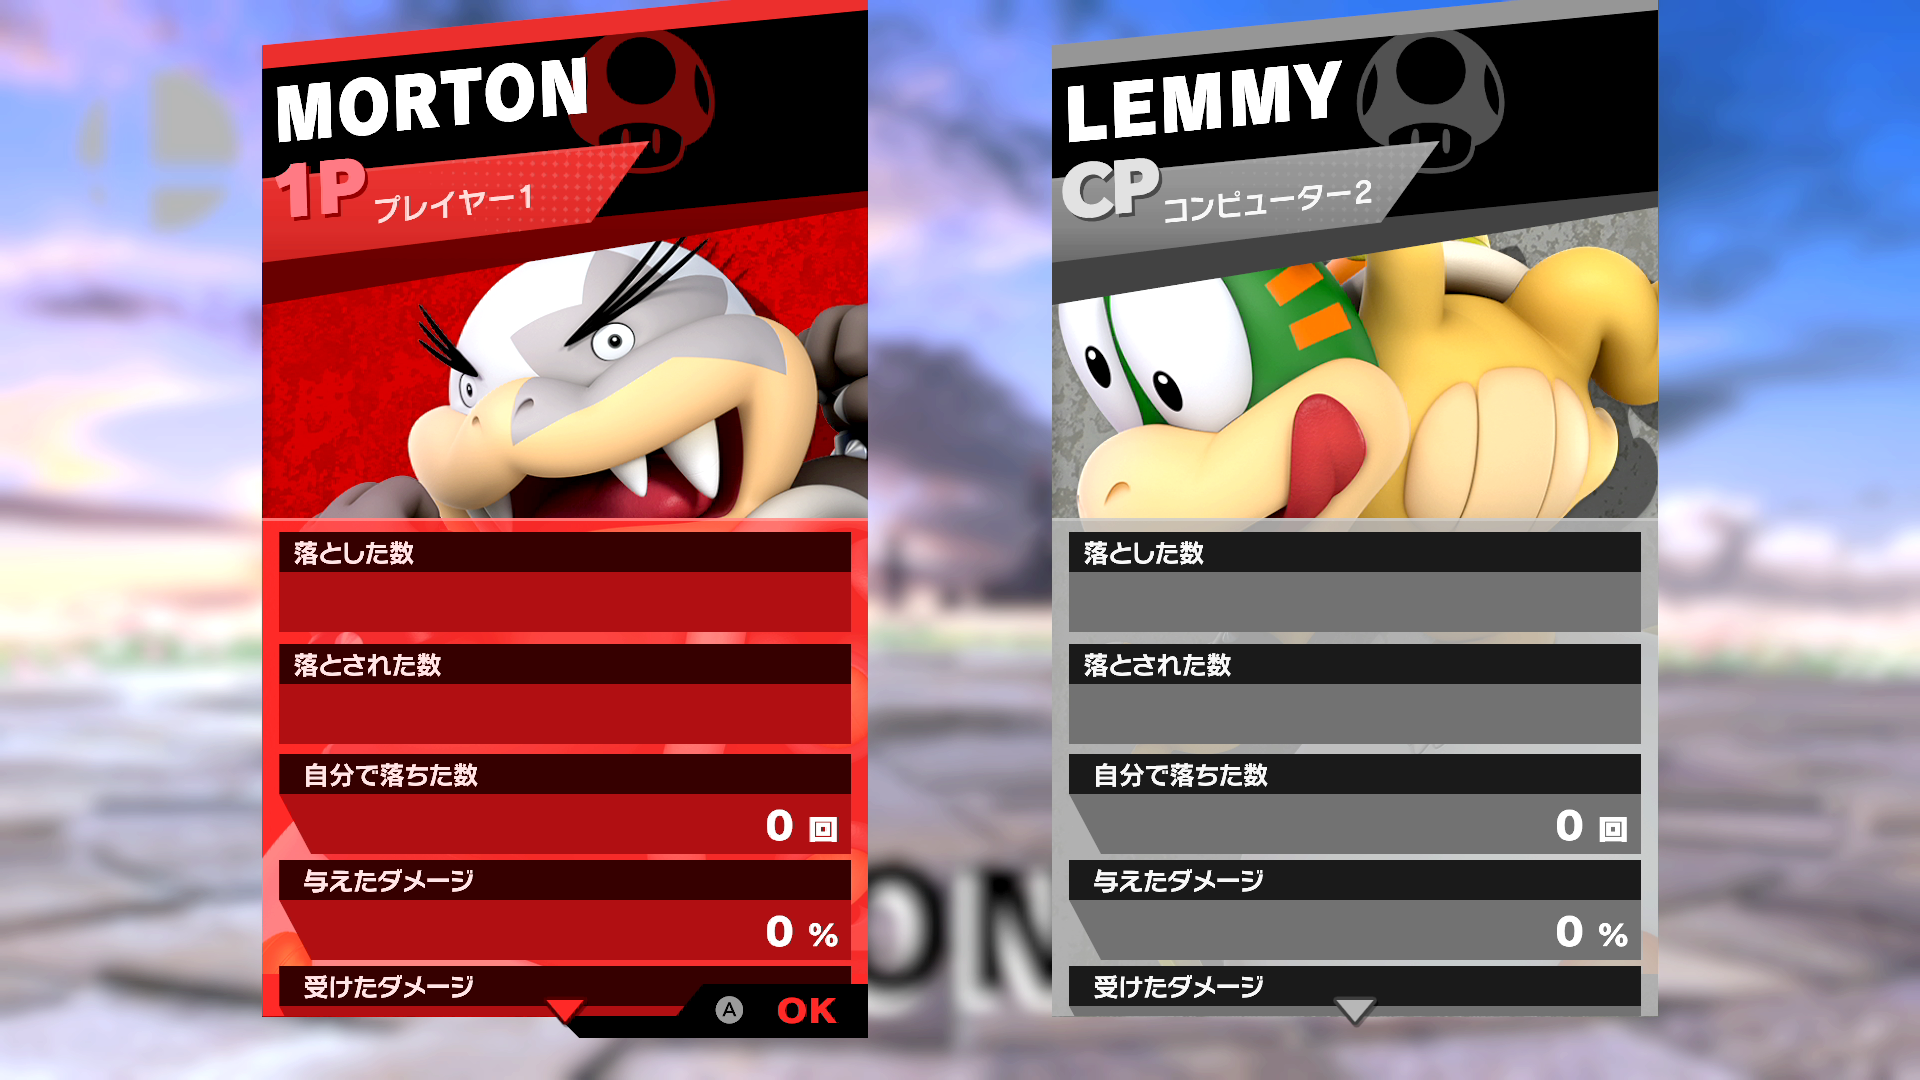 MORTON
1P プレイヤー1
落とした数
落とされた数
自分で落ちた数
0 回
与えたダメージ
0 %
受けたダメージ
A OK
LEMMY
CP コンピューター2
落とした数
落とされた数
自分で落ちた数
0 回
与えたダメージ
0 %
受けたダメージ
ON